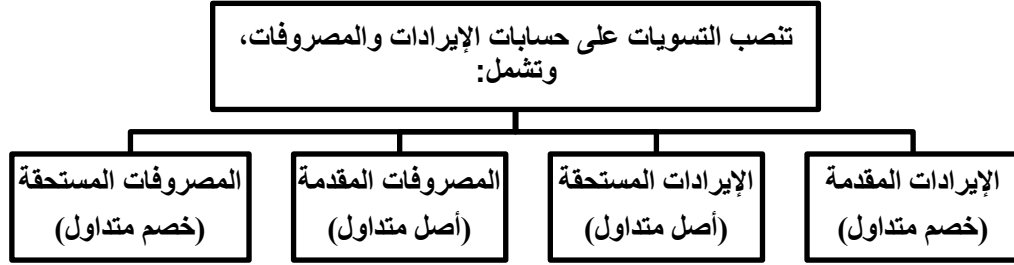 تنصب التسويات على حسابات الإيرادات والمصروفات،
وتشمل:
الإيرادات المقدمة
(خصم متداول)
الإيرادات المستحقة
(أصل متداول)
المصروفات المقدمة
(أصل متداول)
المصروفات المستحقة
(خصم متداول)